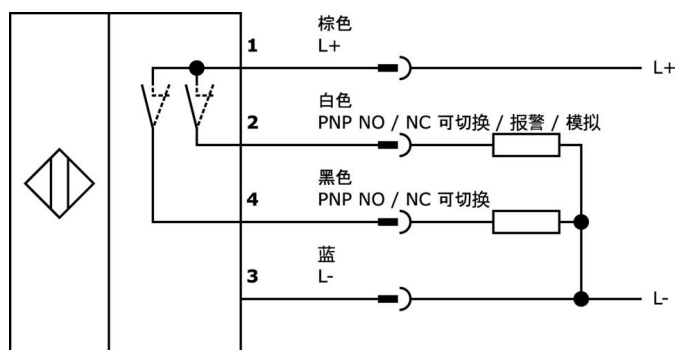 棕色
1 L+
L+
白色
2 PNP NO / NC 可切换 / 报警 / 模拟
黑色
4 PNP NO / NC 可切换
蓝
3 L-
L-